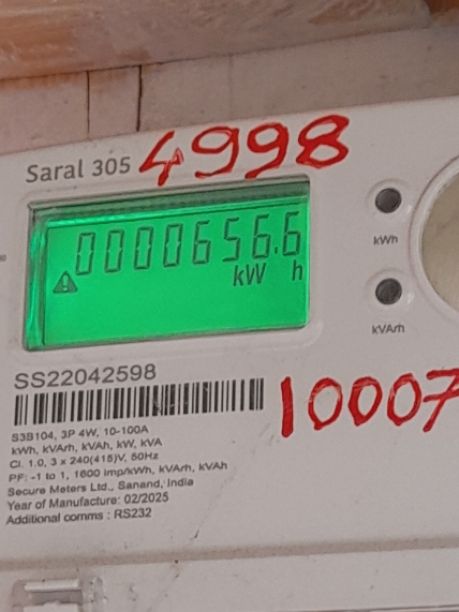 Saral 305 4998
0000656.6
kW h
kWh
kVArh
SS22042598
10007
S3B104, 3P 4W, 10-100A
kWh, kVArh, kVAh, kW, kVA
Cl. 1.0, 3 x 240(415)V, 50Hz
PF: -1 to 1, 1600 imp/kWh, kVArh, kVAh
Secure Meters Ltd., Sanand, India
Year of Manufacture: 02/2025
Additional comms : RS232